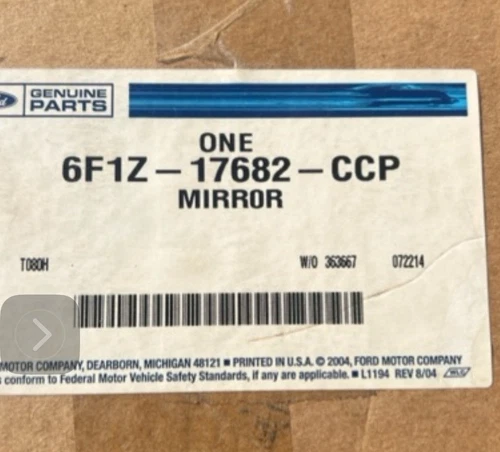 GENUINE
PARTS
ONE
6F1Z-17682-CCP
MIRROR
T080H W/O 363667 072214
MOTOR COMPANY, DEARBORN, MICHIGAN 48121 ■ PRINTED IN U.S.A. © 2004, FORD MOTOR COMPANY
conform to Federal Motor Vehicle Safety Standards, if any are applicable. ■ L1194 REV 8/04